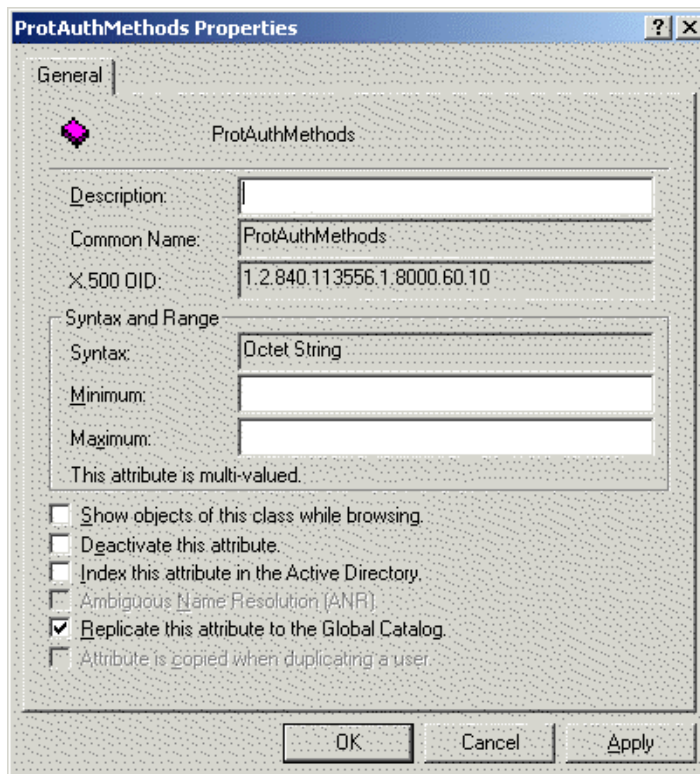 ProtAuthMethods Properties
General
ProtAuthMethods
Description:
Common Name: ProtAuthMethods
X.500 OID: 1.2.840.113556.1.8000.60.10
Syntax and Range
Syntax: Octet String
Minimum:
Maximum:
This attribute is multi-valued.
Show objects of this class while browsing.
Deactivate this attribute.
Index this attribute in the Active Directory.
Ambiguous Name Resolution (ANR).
Replicate this attribute to the Global Catalog.
Attribute is copied when duplicating a user.
OK Cancel Apply